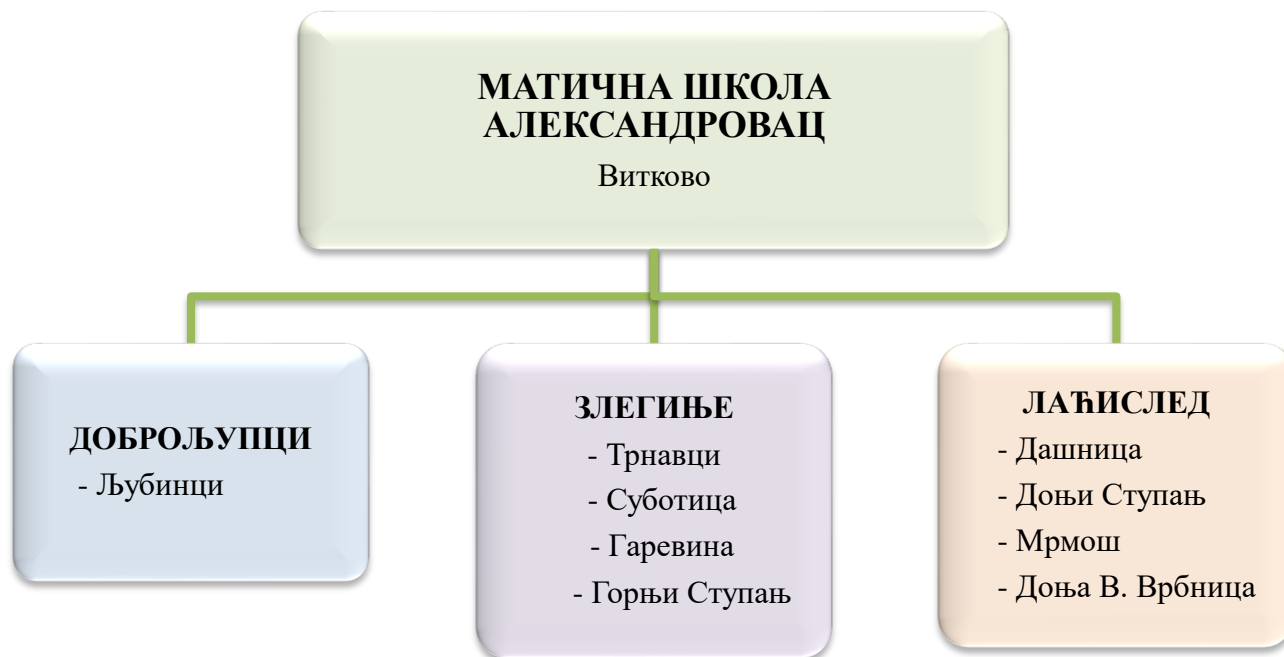 МАТИЧНА ШКОЛА
АЛЕКСАНДРОВАЦ
Витково
ДОБРОЉУПЦИ
- Љубинци
ЗЛЕГИЊЕ
- Трнавци
- Суботица
- Гаревина
- Горњи Ступањ
ЛАЋИСЛЕД
- Дашница
- Доњи Ступањ
- Мрмош
- Доња В. Врбница